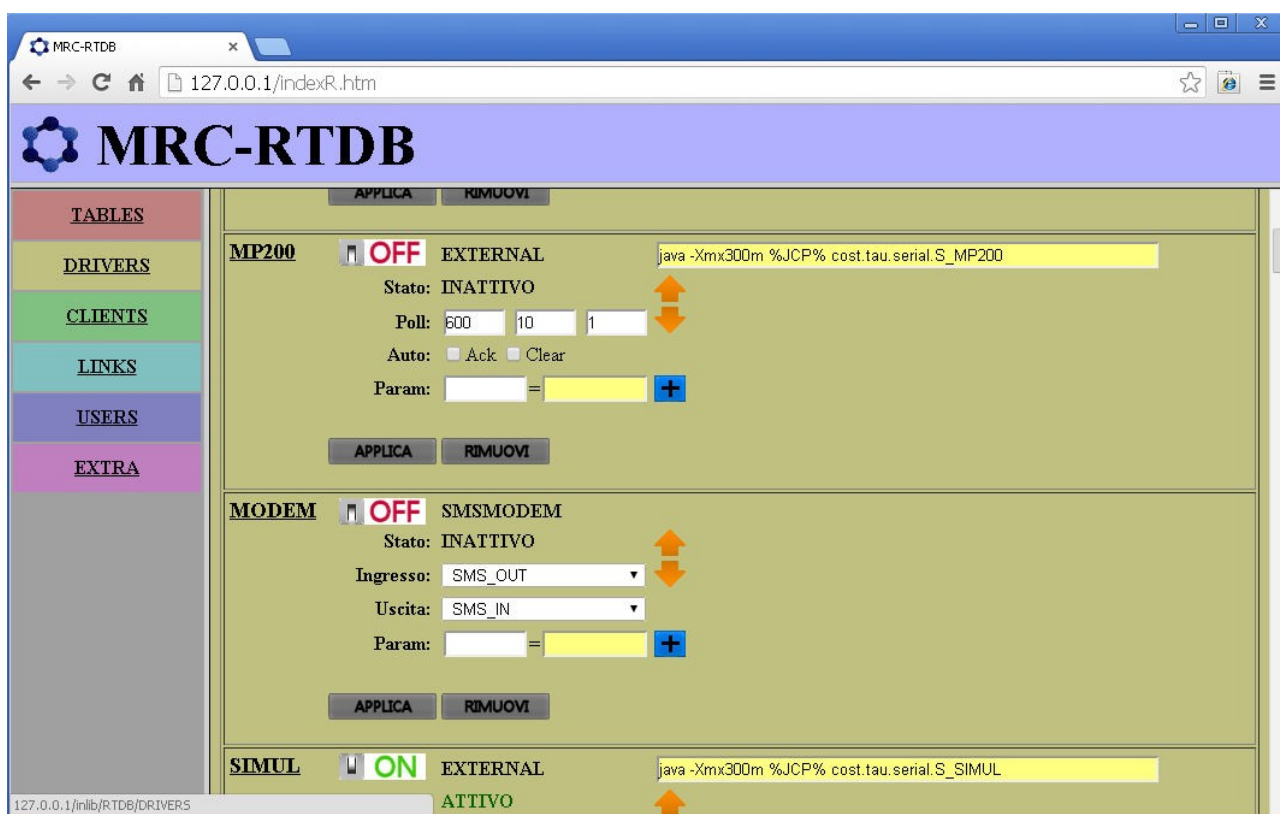 MRC-RTDB
127.0.0.1/indexR.htm
MRC-RTDB
TABLES
DRIVERS
CLIENTS
LINKS
USERS
EXTRA
APPLICA RIMUOVI
MP200 OFF EXTERNAL java -Xmx300m %JCP% cost.tau.serial.S_MP200
Stato: INATTIVO
Poll: 600 10 1
Auto: Ack Clear
Param: = +
APPLICA RIMUOVI
MODEM OFF SMSMODEM
Stato: INATTIVO
Ingresso: SMS_OUT
Uscita: SMS_IN
Param: = +
APPLICA RIMUOVI
SIMUL ON EXTERNAL java -Xmx300m %JCP% cost.tau.serial.S_SIMUL
ATTIVO
127.0.0.1/inlib/RTDB/DRIVERS